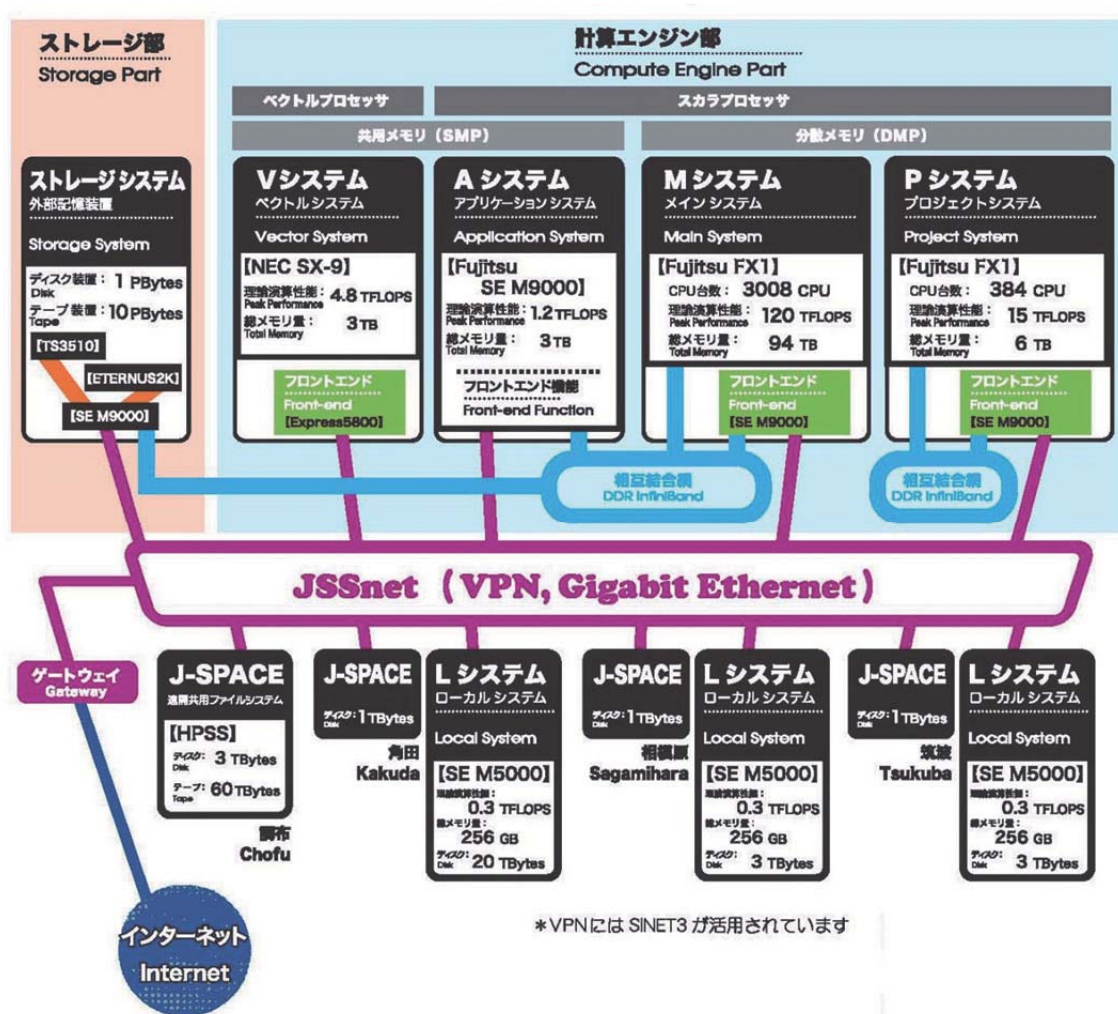 ストレージ部
Storage Part
計算エンジン部
Compute Engine Part
ベクトルプロセッサ
スカラプロセッサ
共用メモリ（SMP）
分散メモリ（DMP）
ストレージシステム
外部記憶装置
Storage System
ディスク装置：1 PBytes
Disk
テープ装置：10 PBytes
Tape
【TS3510】
【ETERNUS2K】
【SE M9000】
Vシステム
ベクトルシステム
Vector System
【NEC SX-9】
理論演算性能：4.8 TFLOPS
Peak Performance
総メモリ量：3 TB
Total Memory
フロントエンド
Front-end
【Express5800】
A システム
アプリケーションシステム
Application System
【Fujitsu
SE M9000】
理論演算性能：1.2 TFLOPS
Peak Performance
総メモリ量：3 TB
Total Memory
フロントエンド機能
Front-end Function
M システム
メインシステム
Main System
【Fujitsu FX1】
CPU台数：3008 CPU
理論演算性能：120 TFLOPS
Peak Performance
総メモリ量：94 TB
Total Memory
フロントエンド
Front-end
【SE M9000】
P システム
プロジェクトシステム
Project System
【Fujitsu FX1】
CPU台数：384 CPU
理論演算性能：15 TFLOPS
Peak Performance
総メモリ量：6 TB
Total Memory
フロントエンド
Front-end
【SE M9000】
相互結合網
DDR InfiniBand
相互結合網
DDR InfiniBand
JSSnet（VPN, Gigabit Ethernet）
ゲートウェイ
Gateway
インターネット
Internet
J-SPACE
遠隔共用ファイルシステム
【HPSS】
ディスク：3 TBytes
Disk
テープ：60 TBytes
Tape
調布
Chofu
J-SPACE
ディスク：1 TBytes
Disk
角田
Kakuda
L システム
ローカルシステム
Local System
【SE M5000】
理論演算性能：
0.3 TFLOPS
総メモリ量：
256 GB
ディスク：20 TBytes
Disk
J-SPACE
ディスク：1 TBytes
Disk
相模原
Sagamihara
L システム
ローカルシステム
Local System
【SE M5000】
理論演算性能：
0.3 TFLOPS
総メモリ量：
256 GB
ディスク：3 TBytes
Disk
J-SPACE
ディスク：1 TBytes
Disk
筑波
Tsukuba
L システム
ローカルシステム
Local System
【SE M5000】
理論演算性能：
0.3 TFLOPS
総メモリ量：
256 GB
ディスク：3 TBytes
Disk
＊VPNには SINET3 が活用されています